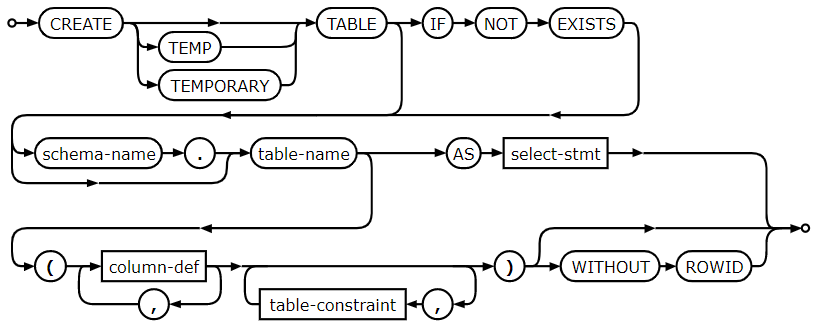 CREATE TABLE IF NOT EXISTS
TEMP
TEMPORARY
schema-name . table-name AS select-stmt
( column-def ) WITHOUT ROWID
, table-constraint ,